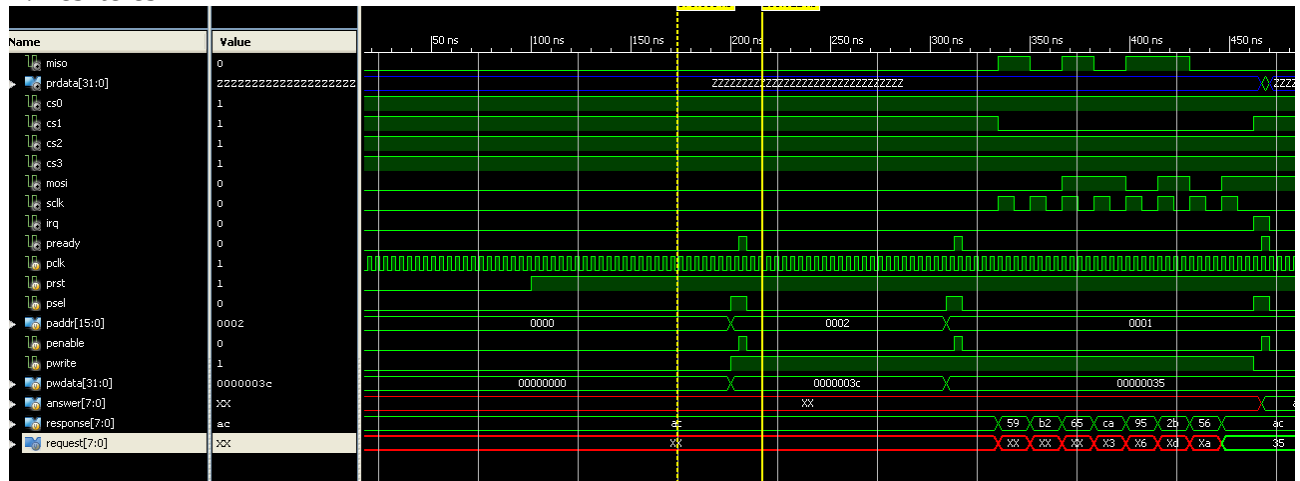 Name Value 50 ns 100 ns 150 ns 200 ns 250 ns 300 ns 350 ns 400 ns 450 ns
miso 0
prdata[31:0] ZZZZZZZZZZZZZZZZZZZZZ ZZZZZZZZZZZZZZZZZZZZZZZZZZZZZZZZ ZZZZ
cs0 1
cs1 1
cs2 1
cs3 1
mosi 0
sclk 0
irq 0
pready 0
pclk 1
prst 1
psel 0
paddr[15:0] 0002 0000 0002 0001
penable 0
pwrite 1
pwdata[31:0] 0000003c 00000000 0000003c 00000035
answer[7:0] XX XX
response[7:0] ac ac 59 b2 65 ca 95 2b 56 ac
request[7:0] XX XX XX XX XX X3 X6 Xd Xa 35